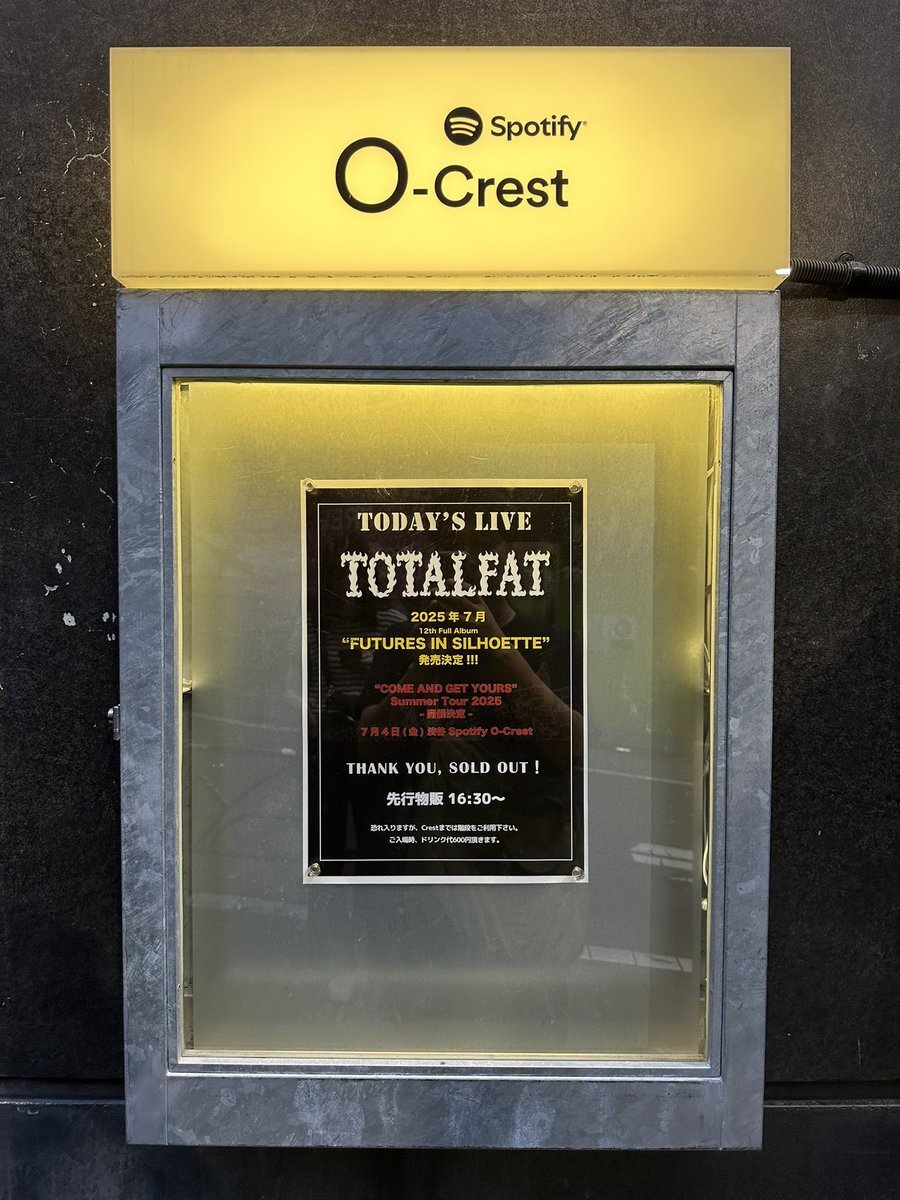 Spotify
O-Crest
TODAY'S LIVE
TOTALFAT
2025年7月
12th Full Album
"FUTURES IN SILHOETTE"
発売決定!!!
"COME AND GET YOURS"
Summer Tour 2025
- 開催決定 -
7月4日(金)渋谷 Spotify O-Crest
THANK YOU, SOLD OUT!
先行物販 16:30〜
恐れ入りますが、Crestまでは階段をご利用下さい。
ご入場時、ドリンク代600円頂きます。